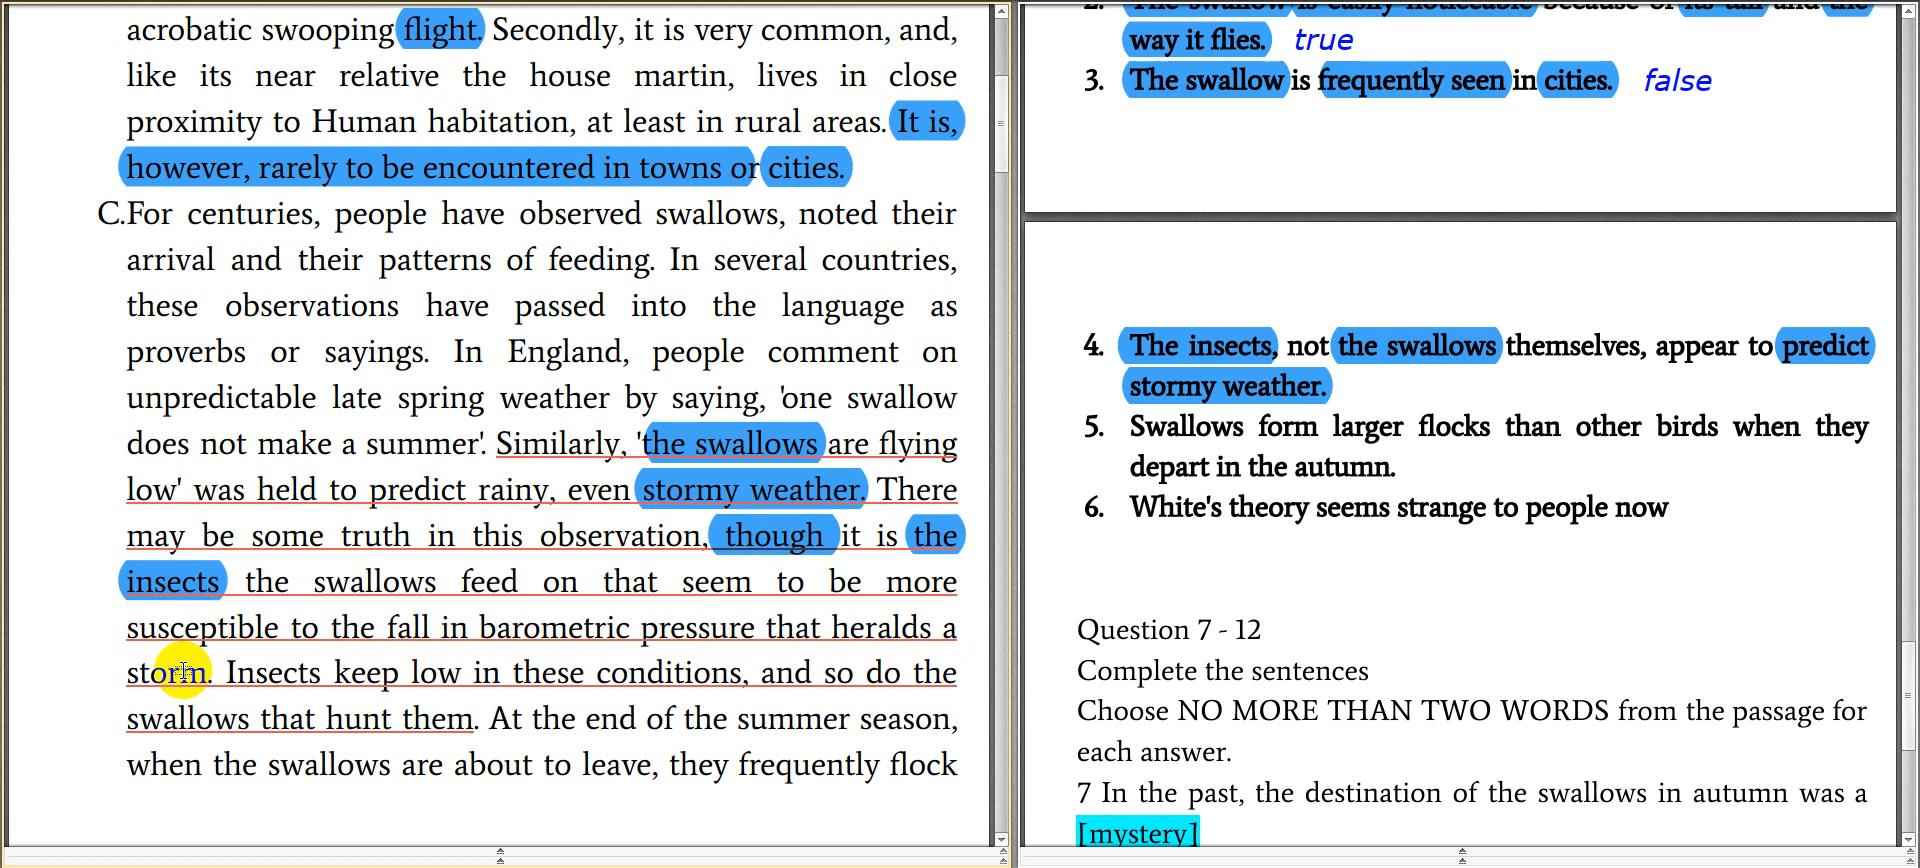 acrobatic swooping flight. Secondly, it is very common, and,
like its near relative the house martin, lives in close
proximity to Human habitation, at least in rural areas. It is,
however, rarely to be encountered in towns or cities.
C.For centuries, people have observed swallows, noted their
arrival and their patterns of feeding. In several countries,
these observations have passed into the language as
proverbs or sayings. In England, people comment on
unpredictable late spring weather by saying, 'one swallow
does not make a summer'. Similarly, 'the swallows are flying
low' was held to predict rainy, even stormy weather. There
may be some truth in this observation, though it is the
insects the swallows feed on that seem to be more
susceptible to the fall in barometric pressure that heralds a
storm. Insects keep low in these conditions, and so do the
swallows that hunt them. At the end of the summer season,
when the swallows are about to leave, they frequently flock
2. The swallow is easily noticeable because of its tail and the
way it flies. true
3. The swallow is frequently seen in cities. false
4. The insects, not the swallows themselves, appear to predict
stormy weather.
5. Swallows form larger flocks than other birds when they
depart in the autumn.
6. White's theory seems strange to people now
Question 7 - 12
Complete the sentences
Choose NO MORE THAN TWO WORDS from the passage for
each answer.
7 In the past, the destination of the swallows in autumn was a
[mystery]